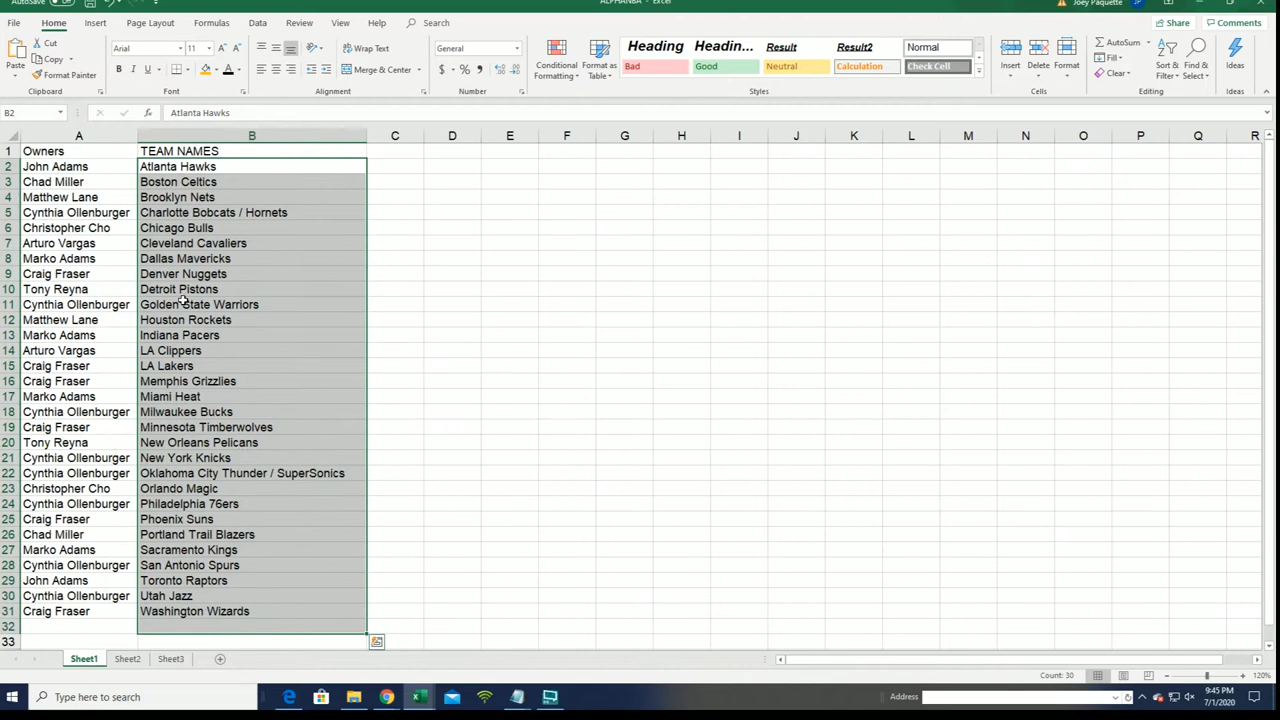 AutoSave Off ALPHANBA - Excel Joey Paquette JP
File Home Insert Page Layout Formulas Data Review View Help Search Share Comments
Paste Cut Copy Format Painter Clipboard
Arial 11 Font
Wrap Text Merge & Center Alignment
General Number
Conditional Formatting Format as Table
Heading Headin... Result Result2 Normal
Bad Good Neutral Calculation Check Cell
Styles
Insert Delete Format Cells
AutoSum Fill Clear Sort & Filter Find & Select Editing
Ideas Ideas
B2 fx Atlanta Hawks
A B C D E F G H I J K L M N O P Q R
1 Owners TEAM NAMES
2 John Adams Atlanta Hawks
3 Chad Miller Boston Celtics
4 Matthew Lane Brooklyn Nets
5 Cynthia Ollenburger Charlotte Bobcats / Hornets
6 Christopher Cho Chicago Bulls
7 Arturo Vargas Cleveland Cavaliers
8 Marko Adams Dallas Mavericks
9 Craig Fraser Denver Nuggets
10 Tony Reyna Detroit Pistons
11 Cynthia Ollenburger Golden State Warriors
12 Matthew Lane Houston Rockets
13 Marko Adams Indiana Pacers
14 Arturo Vargas LA Clippers
15 Craig Fraser LA Lakers
16 Craig Fraser Memphis Grizzlies
17 Marko Adams Miami Heat
18 Cynthia Ollenburger Milwaukee Bucks
19 Craig Fraser Minnesota Timberwolves
20 Tony Reyna New Orleans Pelicans
21 Cynthia Ollenburger New York Knicks
22 Cynthia Ollenburger Oklahoma City Thunder / SuperSonics
23 Christopher Cho Orlando Magic
24 Cynthia Ollenburger Philadelphia 76ers
25 Craig Fraser Phoenix Suns
26 Chad Miller Portland Trail Blazers
27 Marko Adams Sacramento Kings
28 Cynthia Ollenburger San Antonio Spurs
29 John Adams Toronto Raptors
30 Cynthia Ollenburger Utah Jazz
31 Craig Fraser Washington Wizards
32
33
Sheet1 Sheet2 Sheet3
Count: 30 120%
Type here to search Address 9:45 PM
7/1/2020